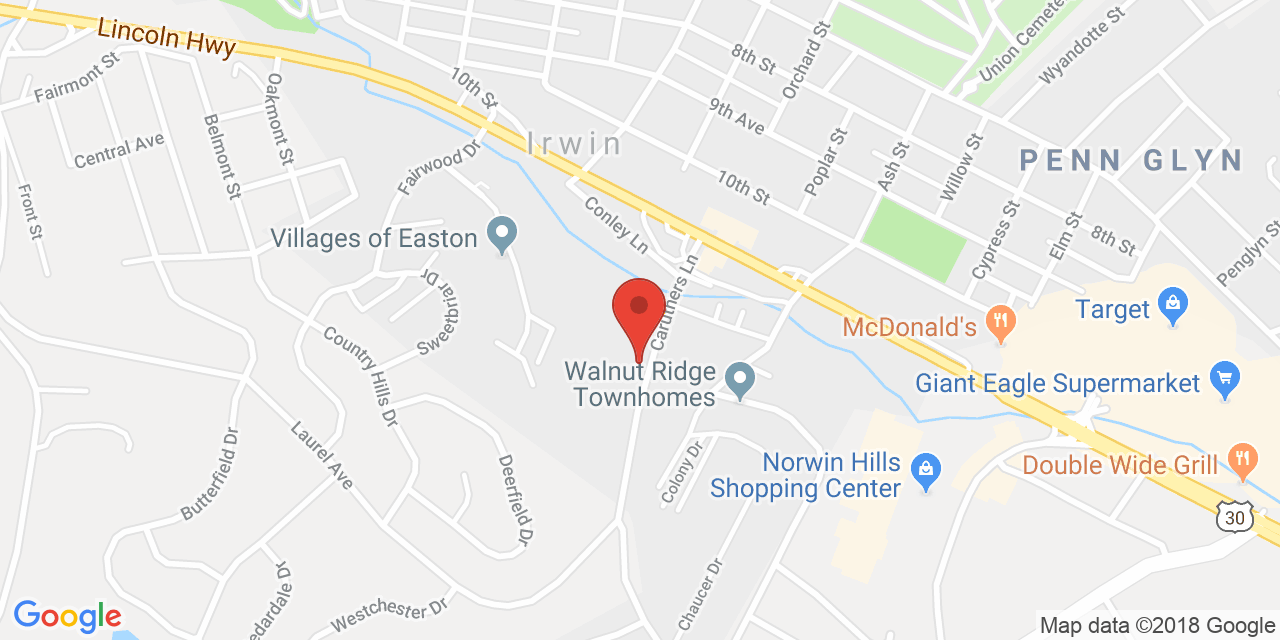 Lincoln Hwy
Fairmont St
Central Ave
Front St
Belmont St
Oakmont St
10th St
Irwin
8th St
Orchard St
Union Cemete
Wyandotte St
9th Ave
10th St
Poplar St
Ash St
Willow St
PENN GLYN
Cypress St
Elm St
8th St
Penglyn St
Fairwood Dr
Villages of Easton
Conley Ln
Caruthers Ln
Sweetbriar Dr
Country Hills Dr
Target
McDonald's
Giant Eagle Supermarket
Walnut Ridge
Townhomes
Laurel Ave
Butterfield Dr
Deerfield Dr
Colony Dr
Norwin Hills
Shopping Center
Double Wide Grill
30
Chaucer Dr
edardale Dr
Westchester Dr
Google
Map data ©2018 Google